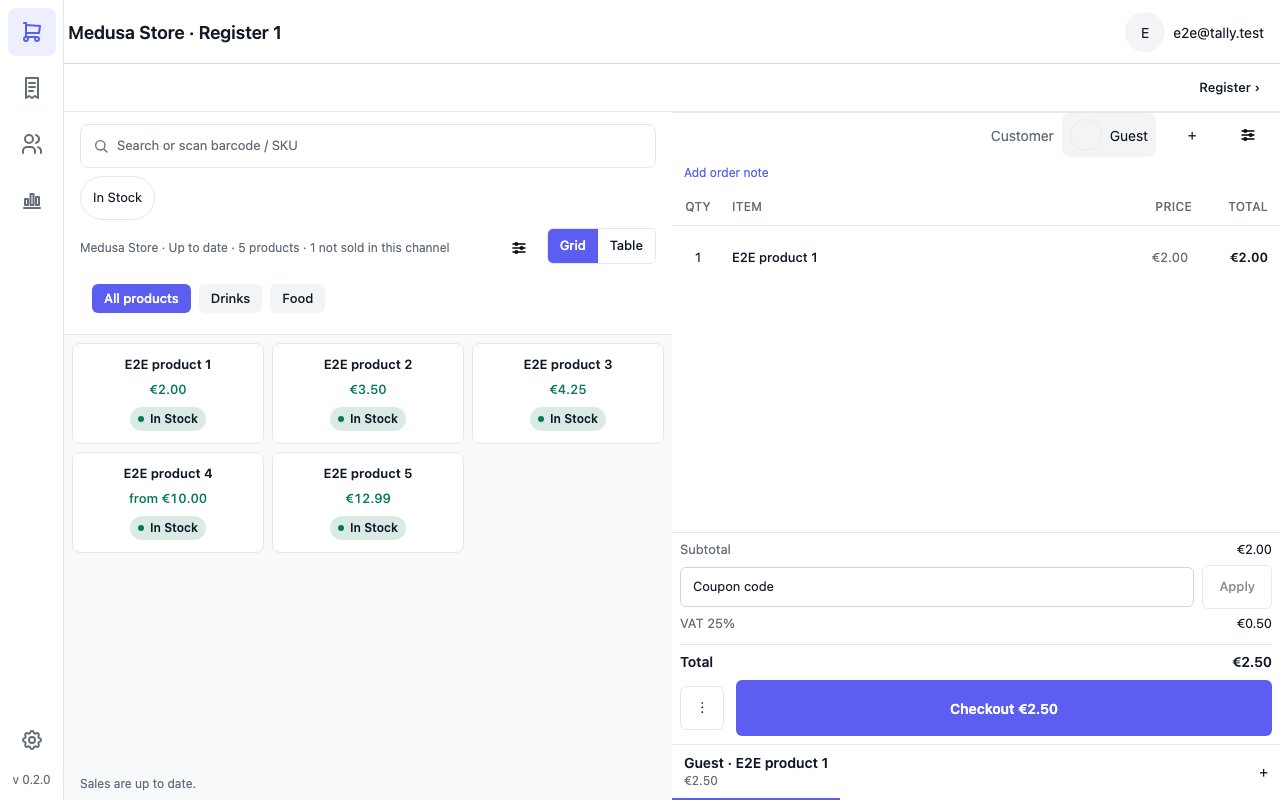 Medusa Store · Register 1
E
e2e@tally.test
Register ›
Search or scan barcode / SKU
In Stock
Medusa Store · Up to date · 5 products · 1 not sold in this channel
Grid
Table
All products
Drinks
Food
E2E product 1
€2.00
In Stock
E2E product 2
€3.50
In Stock
E2E product 3
€4.25
In Stock
E2E product 4
from €10.00
In Stock
E2E product 5
€12.99
In Stock
Sales are up to date.
v 0.2.0
Customer
Guest
+
Add order note
QTY ITEM PRICE TOTAL
1 E2E product 1 €2.00 €2.00
Subtotal €2.00
Coupon code
Apply
VAT 25% €0.50
Total €2.50
Checkout €2.50
Guest · E2E product 1
€2.50
+